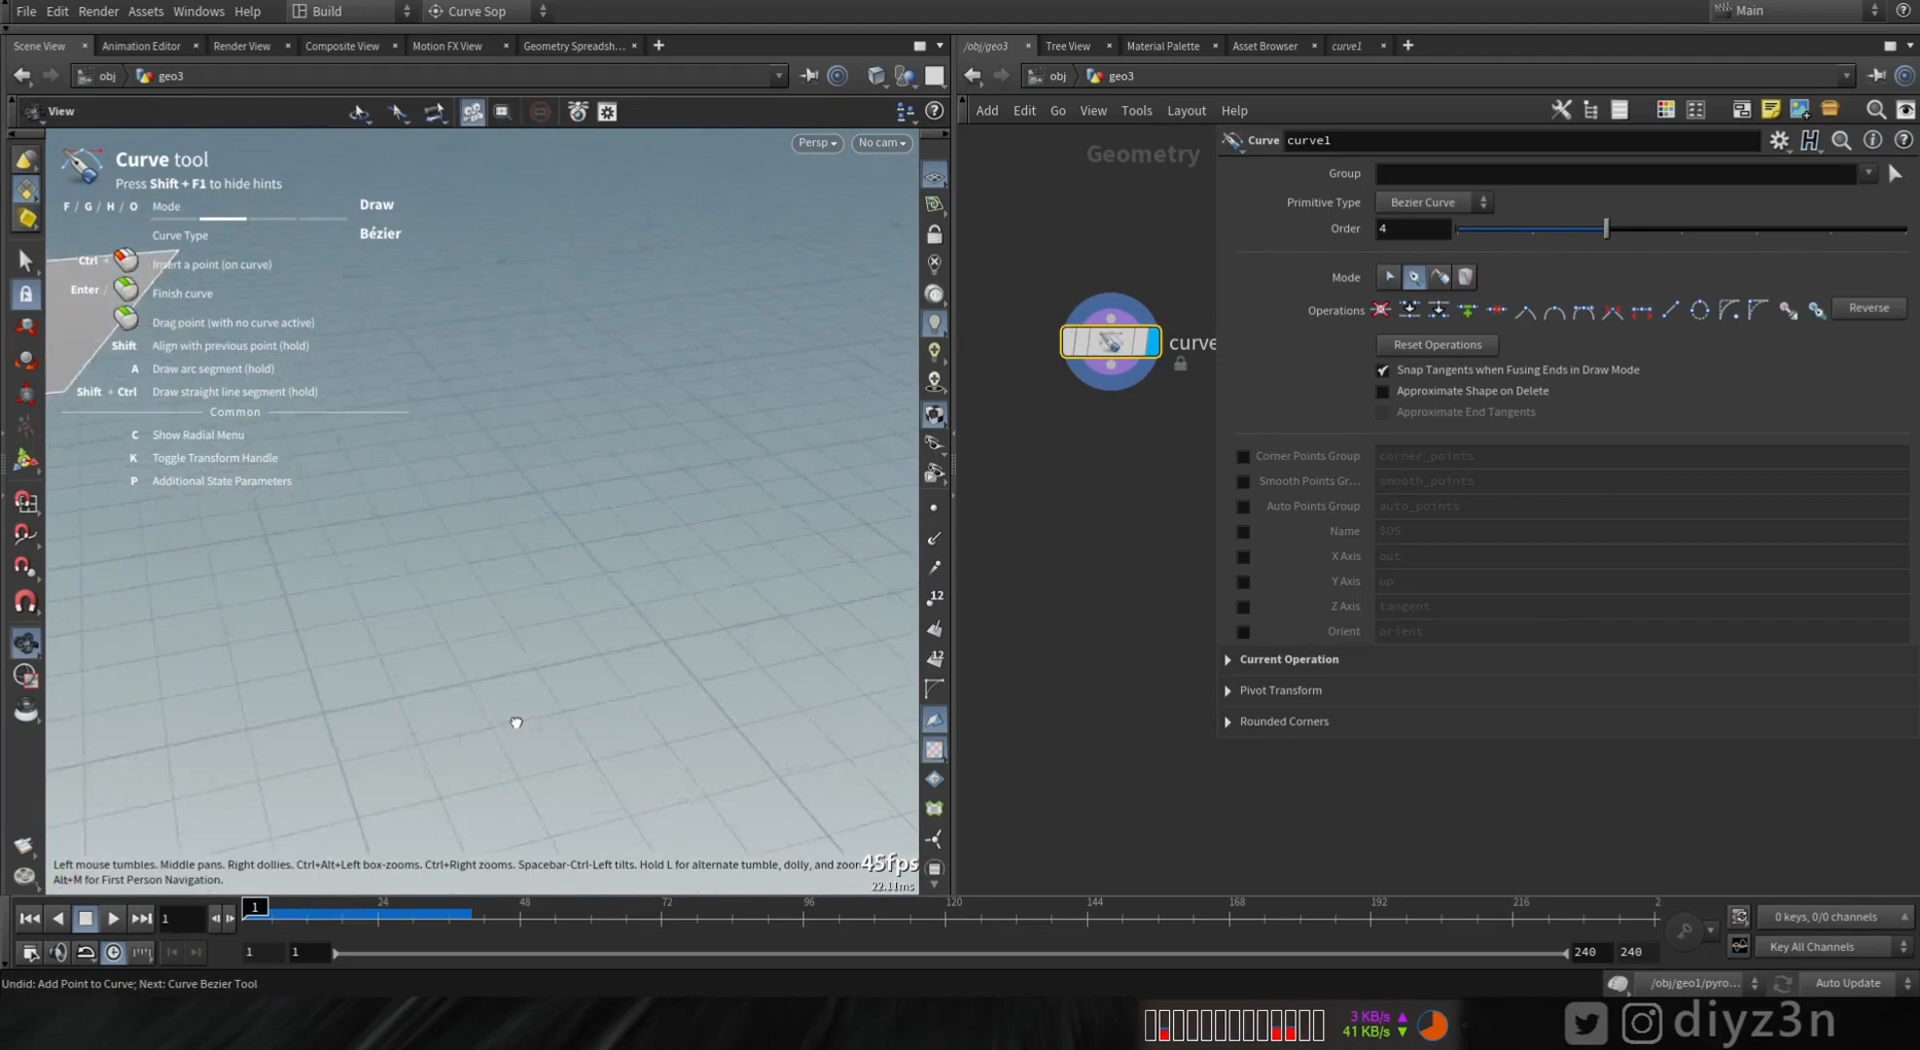 File Edit Render Assets Windows Help Build Curve Sop Main
Scene View Animation Editor Render View Composite View Motion FX View Geometry Spreadsh...
/obj/geo3 Tree View Material Palette Asset Browser curve1
obj geo3
obj geo3
View
Add Edit Go View Tools Layout Help
Persp No cam
Curve tool
Press Shift + F1 to hide hints
F / G / H / O Mode Draw
Curve Type Bézier
Ctrl + Insert a point (on curve)
Enter / Finish curve
Drag point (with no curve active)
Shift Align with previous point (hold)
A Draw arc segment (hold)
Shift + Ctrl Draw straight line segment (hold)
Common
C Show Radial Menu
K Toggle Transform Handle
P Additional State Parameters
Left mouse tumbles. Middle pans. Right dollies. Ctrl+Alt+Left box-zooms. Ctrl+Right zooms. Spacebar-Ctrl-Left tilts. Hold L for alternate tumble, dolly, and zoom
Alt+M for First Person Navigation.
45fps
22.11ms
12
12
Geometry
curve
Curve curve1
Group
Primitive Type Bezier Curve
Order 4
Mode
Operations Reverse
Reset Operations
Snap Tangents when Fusing Ends in Draw Mode
Approximate Shape on Delete
Approximate End Tangents
Corner Points Group corner_points
Smooth Points Gr... smooth_points
Auto Points Group auto_points
Name $OS
X Axis out
Y Axis up
Z Axis tangent
Orient orient
Current Operation
Pivot Transform
Rounded Corners
1 1 24 48 72 96 120 144 168 192 216 2
0 keys, 0/0 channels
1 1 240 240
Key All Channels
Undid: Add Point to Curve; Next: Curve Bezier Tool
/obj/geo1/pyro... Auto Update
3 KB/s
41 KB/s
diyz3n